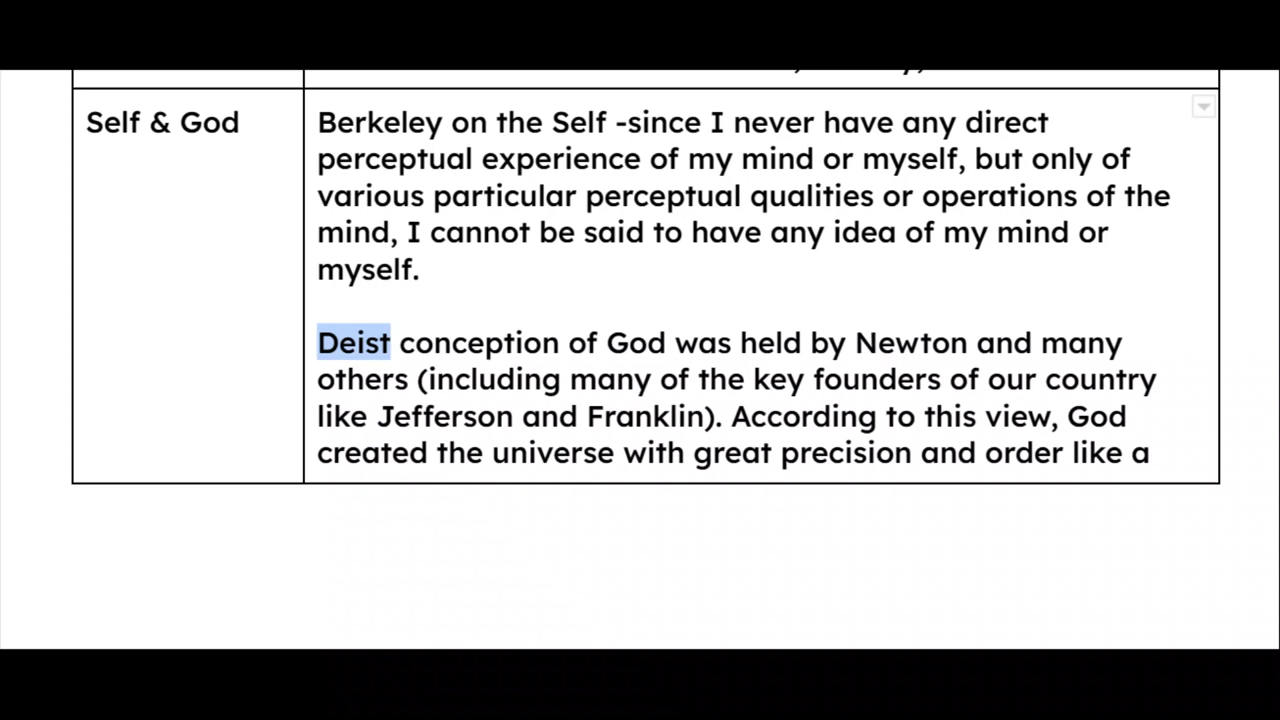 Self & God
Berkeley on the Self -since I never have any direct
perceptual experience of my mind or myself, but only of
various particular perceptual qualities or operations of the
mind, I cannot be said to have any idea of my mind or
myself.
Deist conception of God was held by Newton and many
others (including many of the key founders of our country
like Jefferson and Franklin). According to this view, God
created the universe with great precision and order like a